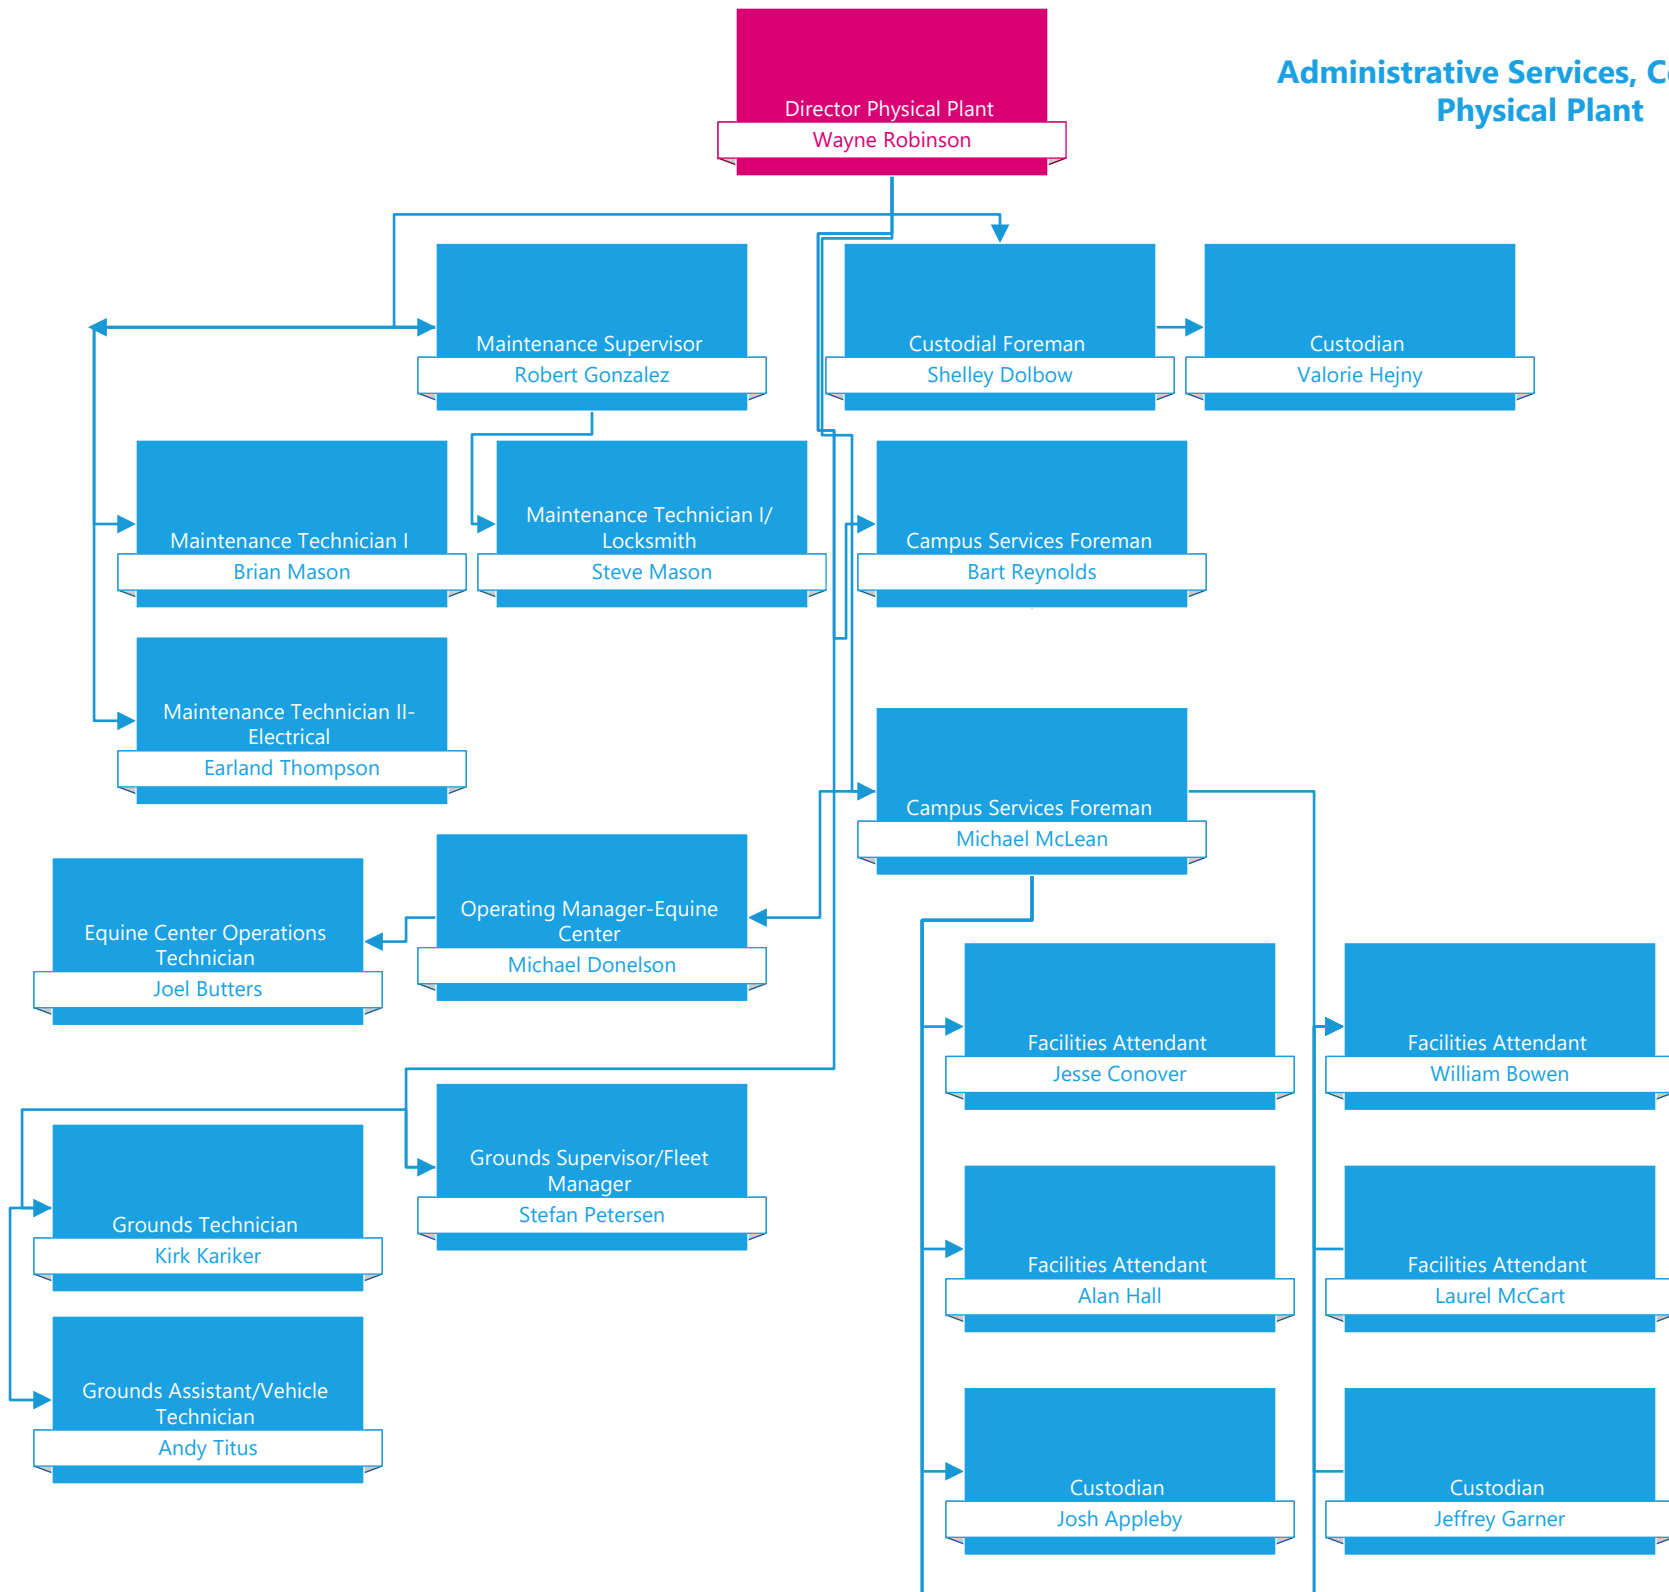 Administrative Services,
Physical Plant
Director Physical Plant
Wayne Robinson
Maintenance Supervisor
Robert Gonzalez
Custodial Foreman
Shelley Dolbow
Custodian
Valorie Hejny
Maintenance Technician I
Brian Mason
Maintenance Technician I/
Locksmith
Steve Mason
Campus Services Foreman
Bart Reynolds
Maintenance Technician II-
Electrical
Earland Thompson
Campus Services Foreman
Michael McLean
Equine Center Operations
Technician
Joel Butters
Operating Manager-Equine
Center
Michael Donelson
Facilities Attendant
Jesse Conover
Facilities Attendant
William Bowen
Grounds Technician
Kirk Kariker
Grounds Supervisor/Fleet
Manager
Stefan Petersen
Facilities Attendant
Alan Hall
Facilities Attendant
Laurel McCart
Grounds Assistant/Vehicle
Technician
Andy Titus
Custodian
Josh Appleby
Custodian
Jeffrey Garner